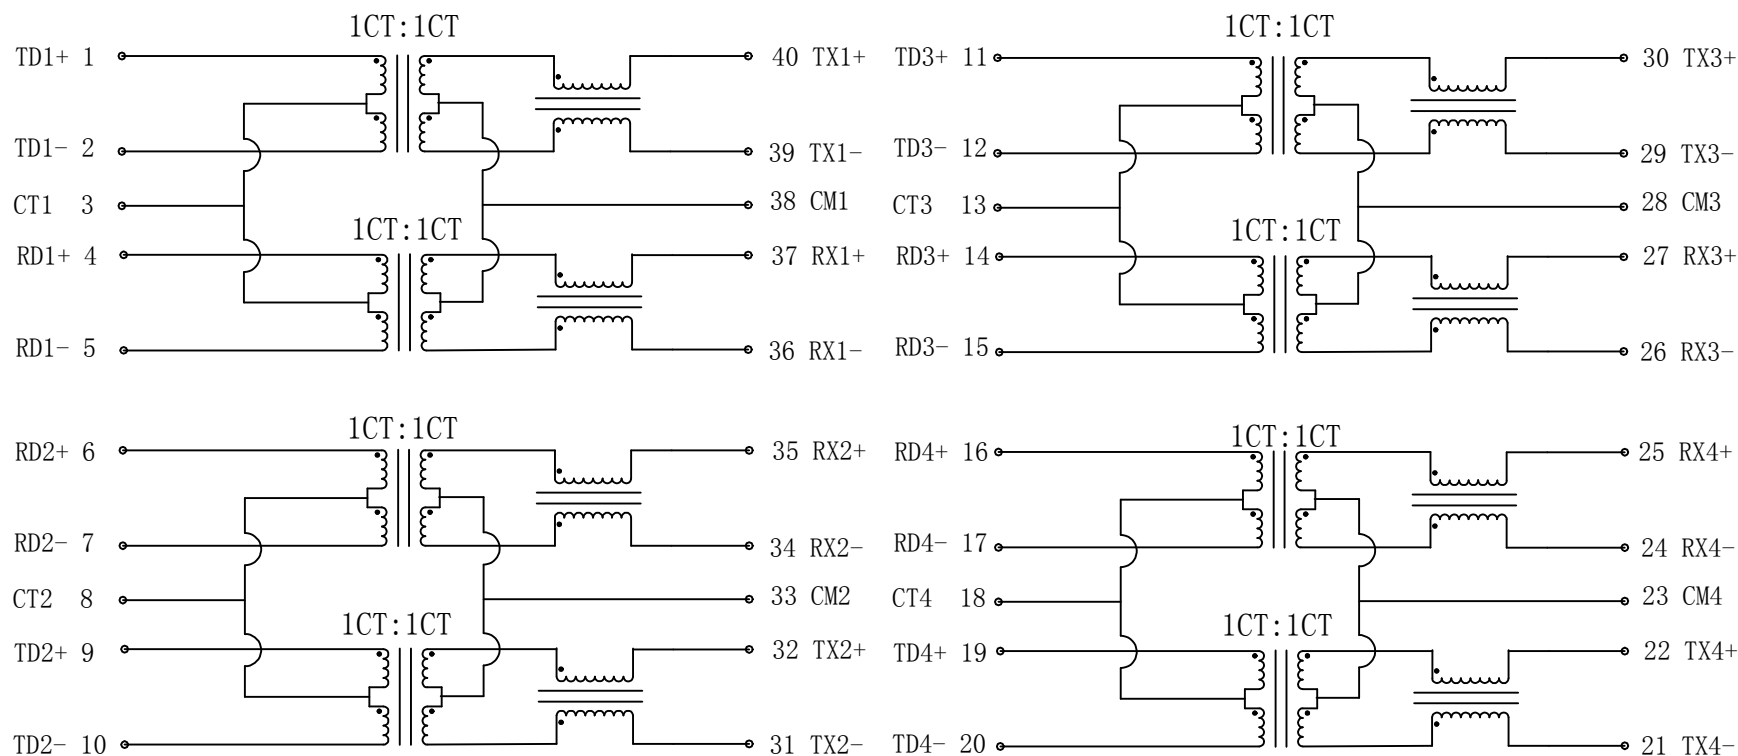 1CT:1CT
TD1+ 1
40 TX1+
TD1- 2
39 TX1-
CT1 3
38 CM1
1CT:1CT
RD1+ 4
37 RX1+
RD1- 5
36 RX1-
1CT:1CT
TD3+ 11
30 TX3+
TD3- 12
29 TX3-
CT3 13
28 CM3
1CT:1CT
RD3+ 14
27 RX3+
RD3- 15
26 RX3-
1CT:1CT
RD2+ 6
35 RX2+
RD2- 7
34 RX2-
CT2 8
33 CM2
1CT:1CT
TD2+ 9
32 TX2+
TD2- 10
31 TX2-
1CT:1CT
RD4+ 16
25 RX4+
RD4- 17
24 RX4-
CT4 18
23 CM4
1CT:1CT
TD4+ 19
22 TX4+
TD4- 20
21 TX4-